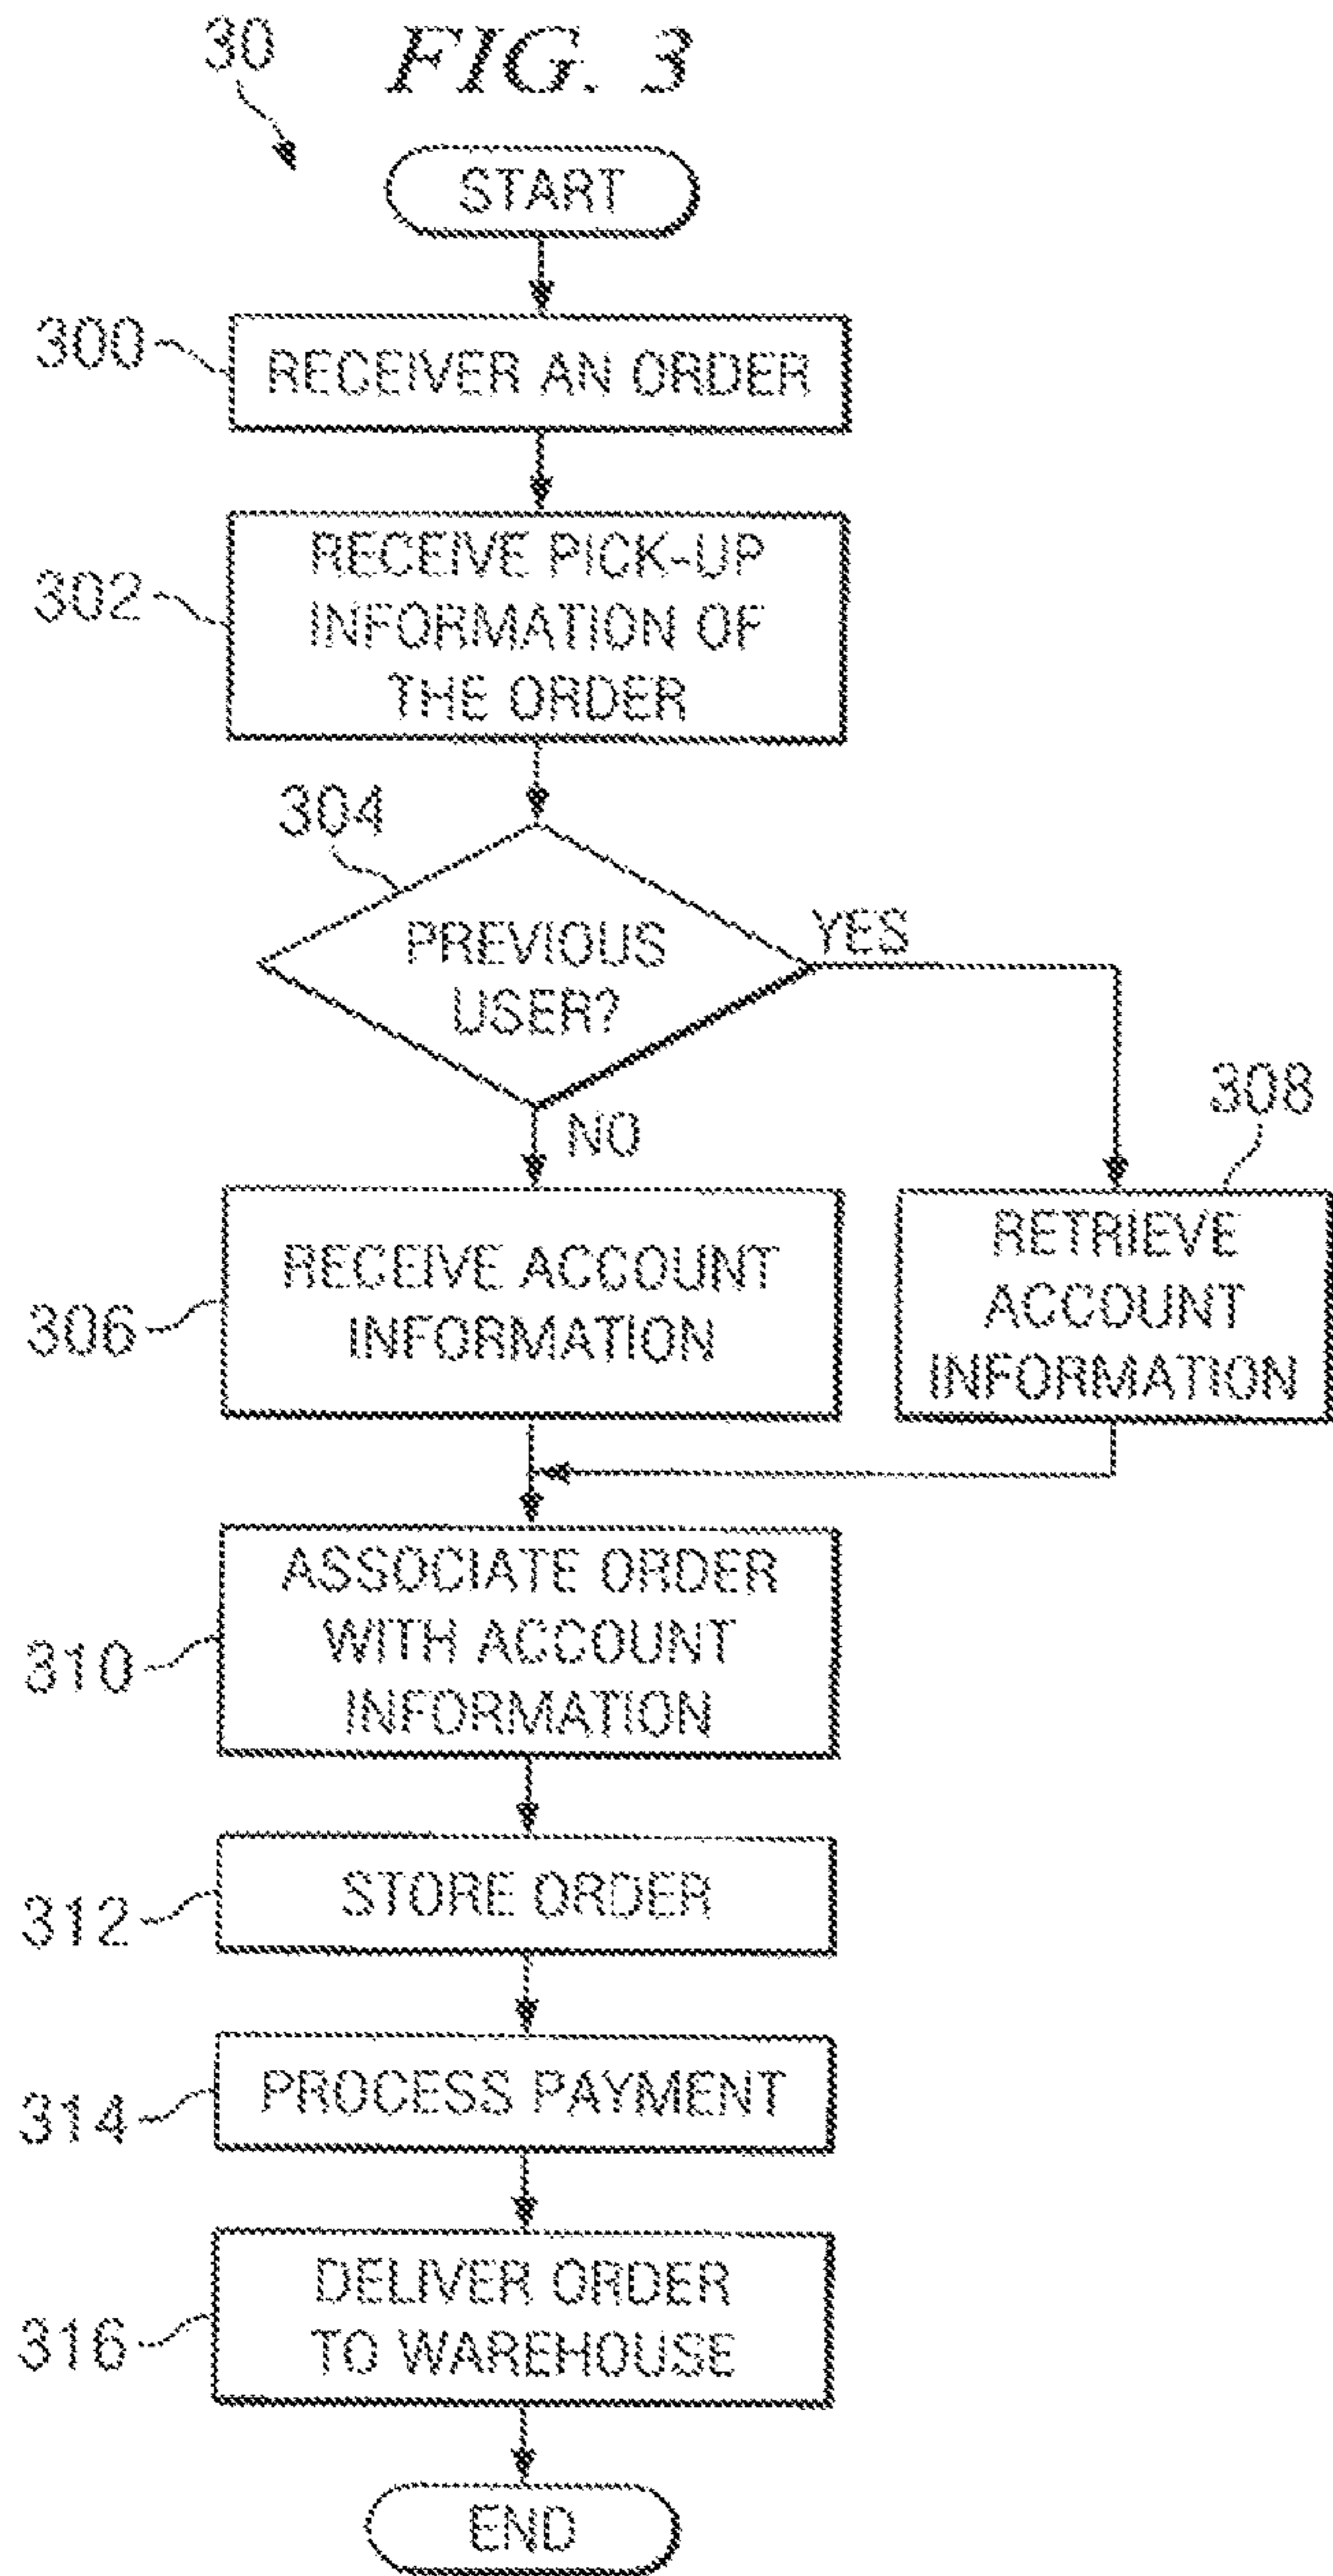 30
FIG. 3
START
300
RECEIVER AN ORDER
302
RECEIVE PICK-UP
INFORMATION OF
THE ORDER
304
PREVIOUS
USER?
YES
NO
306
RECEIVE ACCOUNT
INFORMATION
308
RETRIEVE
ACCOUNT
INFORMATION
310
ASSOCIATE ORDER
WITH ACCOUNT
INFORMATION
312
STORE ORDER
314
PROCESS PAYMENT
316
DELIVER ORDER
TO WAREHOUSE
END